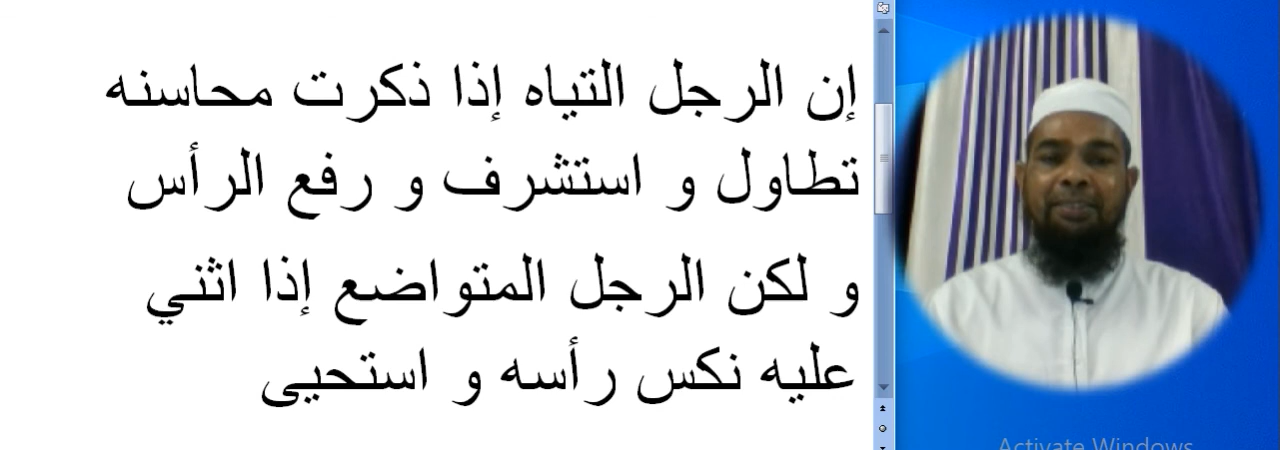 إن الرجل التياه إذا ذكرت محاسنه
تطاول و استشرف و رفع الرأس
و لكن الرجل المتواضع إذا اثني
عليه نكس رأسه و استحيى
Activate Windows